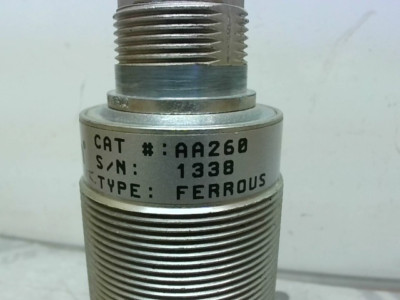 CAT #: AA260
S/N: 1338
TYPE: FERROUS